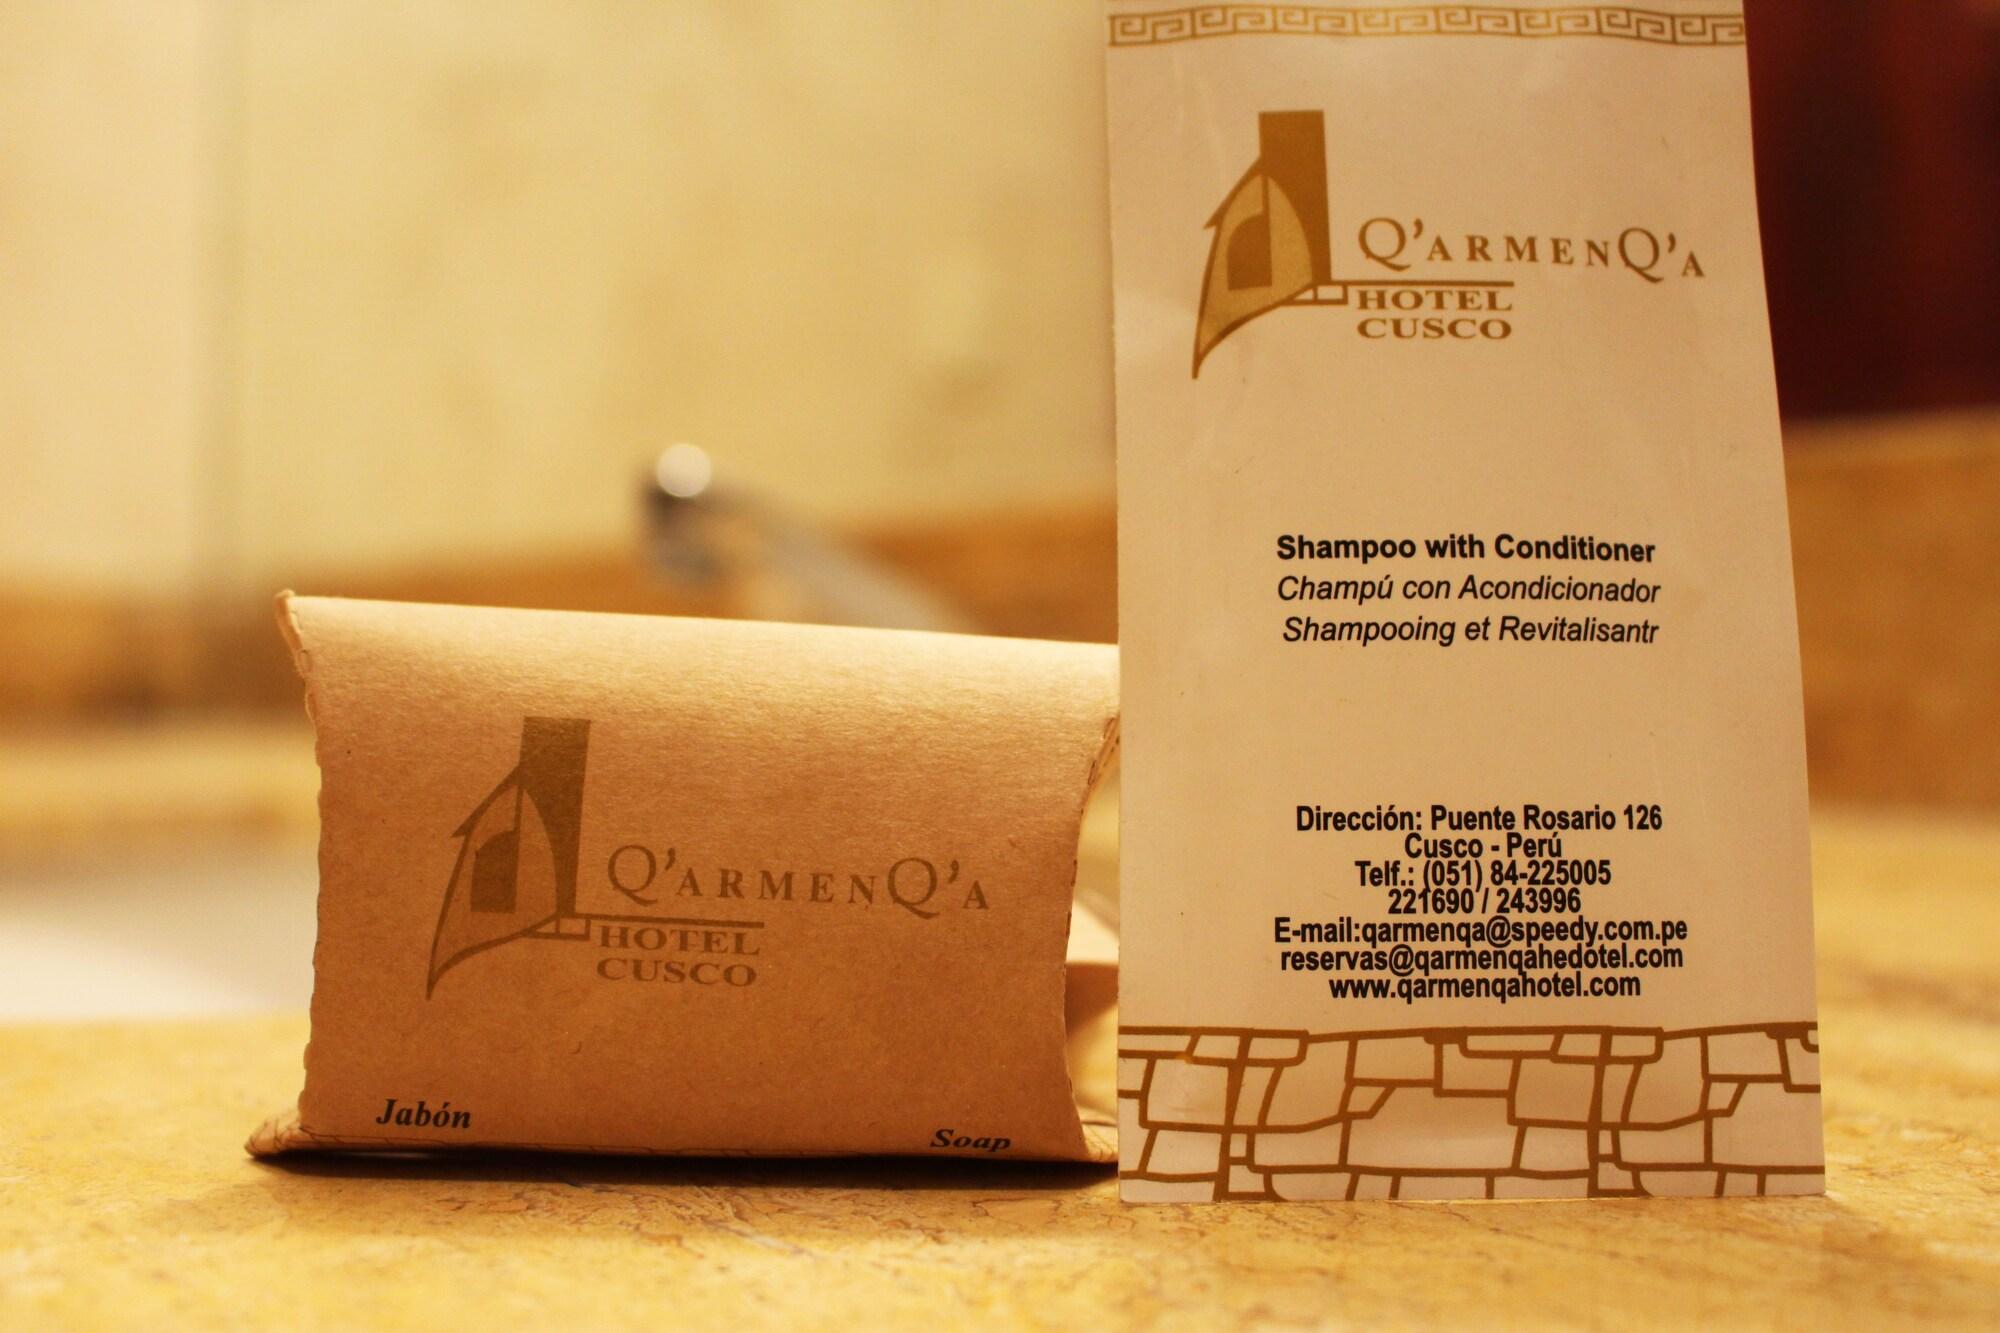 Q'ARMENQ'A
HOTEL
CUSCO
Jabón
Soap
Q'ARMENQ'A
HOTEL
CUSCO
Shampoo with Conditioner
Champú con Acondicionador
Shampooing et Revitalisantr
Dirección: Puente Rosario 126
Cusco - Perú
Telf.: (051) 84-225005
221690 / 243996
E-mail:qarmenqa@speedy.com.pe
reservas@qarmenqahedotel.com
www.qarmenqahotel.com